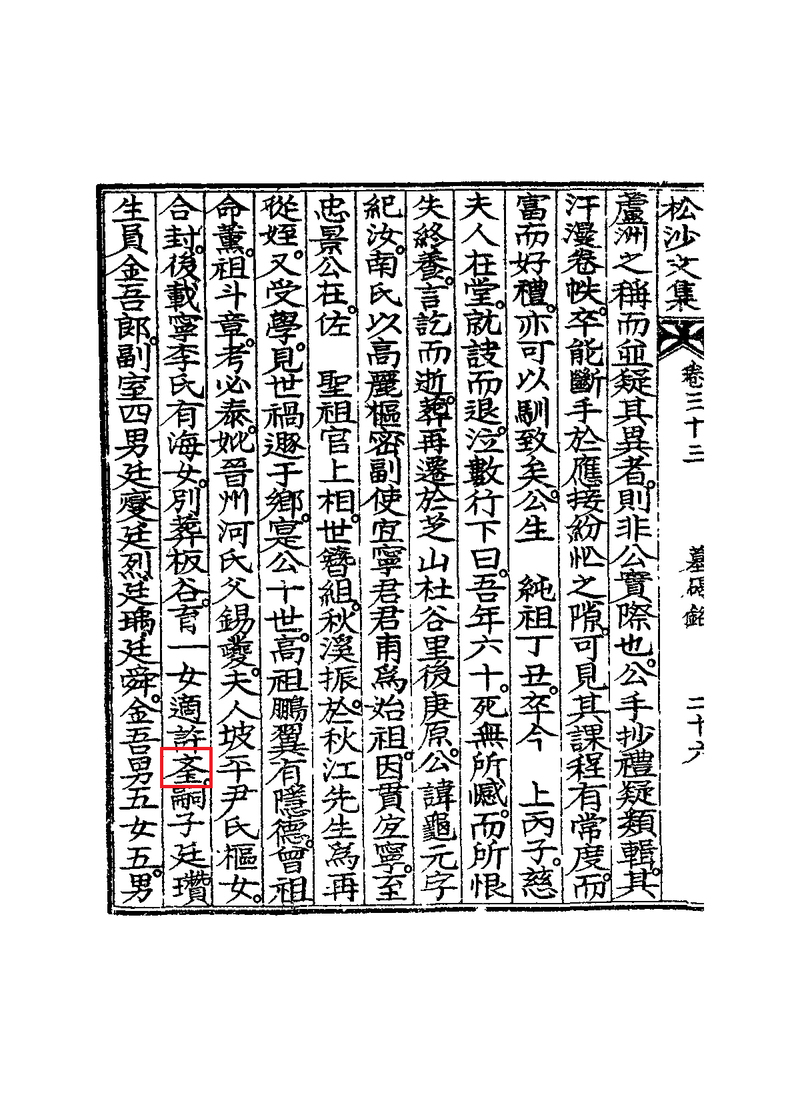 松沙文集 卷三十三 墓碣銘 二十六
蘆洲之稱而並疑其異者則非公實際也公手抄禮疑類輯其
汗漫卷帙卒能斷手於應接紛忙之隙可見其課程有常度而
富而好禮亦可以馴致矣公生 純祖丁丑卒今 上丙子慈
夫人在堂就而退泣數行下曰吾年六十死無所憾而所恨
失終養言訖而逝葬再遷於芝山杜谷里後庚原公諱龜元字
紀汝南氏以高麗樞密副使宜寧君君甫爲始祖因貫宜寧至
忠景公在佐 聖祖官上相世簪組秋溪振於秋江先生爲再
從姪又受學見世禍遯于鄕寔公十世高祖鵬翼有隱德曾祖
命薰祖斗章考必泰妣晉州河氏父錫夔夫人坡平尹氏樞女
合封後載寧李氏有海女別葬板谷育一女適許嗣子廷瓚
生員金吾郞副室四男廷燮廷烈廷瑀廷舜金吾男五女五男